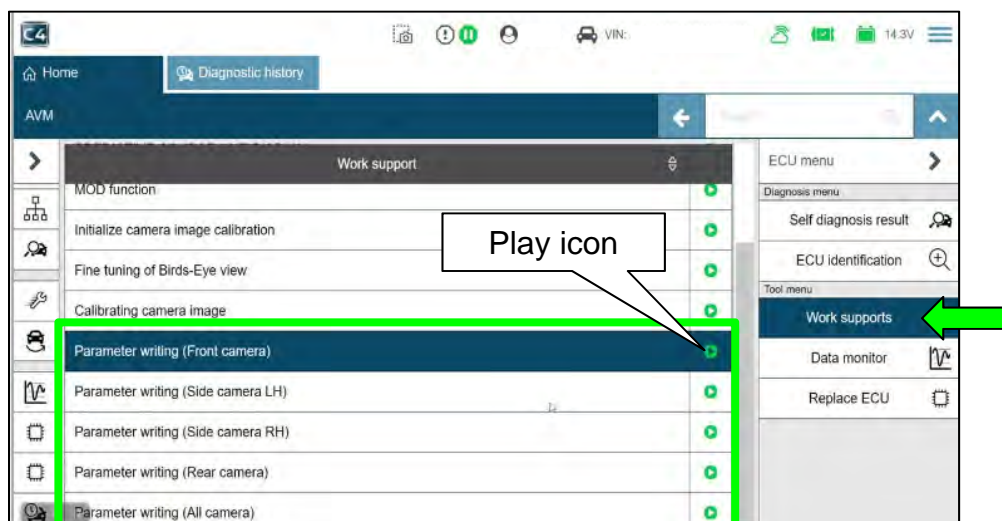 C4
VIN:
14.3V
Home
Diagnostic history
AVM
Work support
ECU menu
MOD function
Diagnosis menu
Initialize camera image calibration
Play icon
Self diagnosis result
Fine tuning of Birds-Eye view
ECU identification
Tool menu
Calibrating camera image
Work supports
Parameter writing (Front camera)
Data monitor
Parameter writing (Side camera LH)
Replace ECU
Parameter writing (Side camera RH)
Parameter writing (Rear camera)
Parameter writing (All camera)